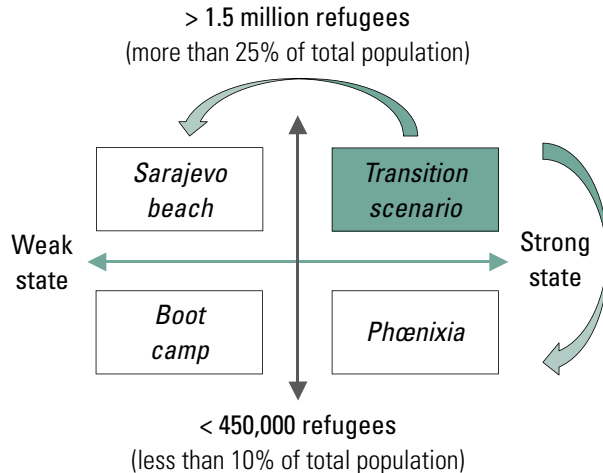 > 1.5 million refugees
(more than 25% of total population)
Sarajevo
beach
Transition
scenario
Weak
state
Strong
state
Boot
camp
Phœnixia
< 450,000 refugees
(less than 10% of total population)